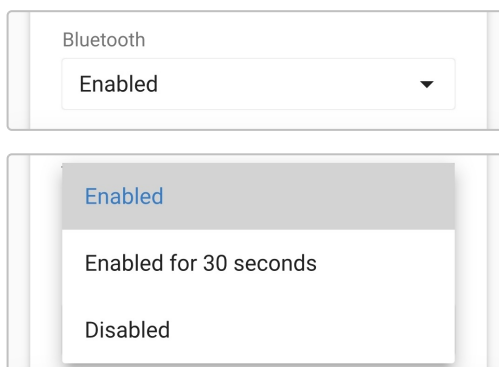 Bluetooth
Enabled
Enabled
Enabled for 30 seconds
Disabled